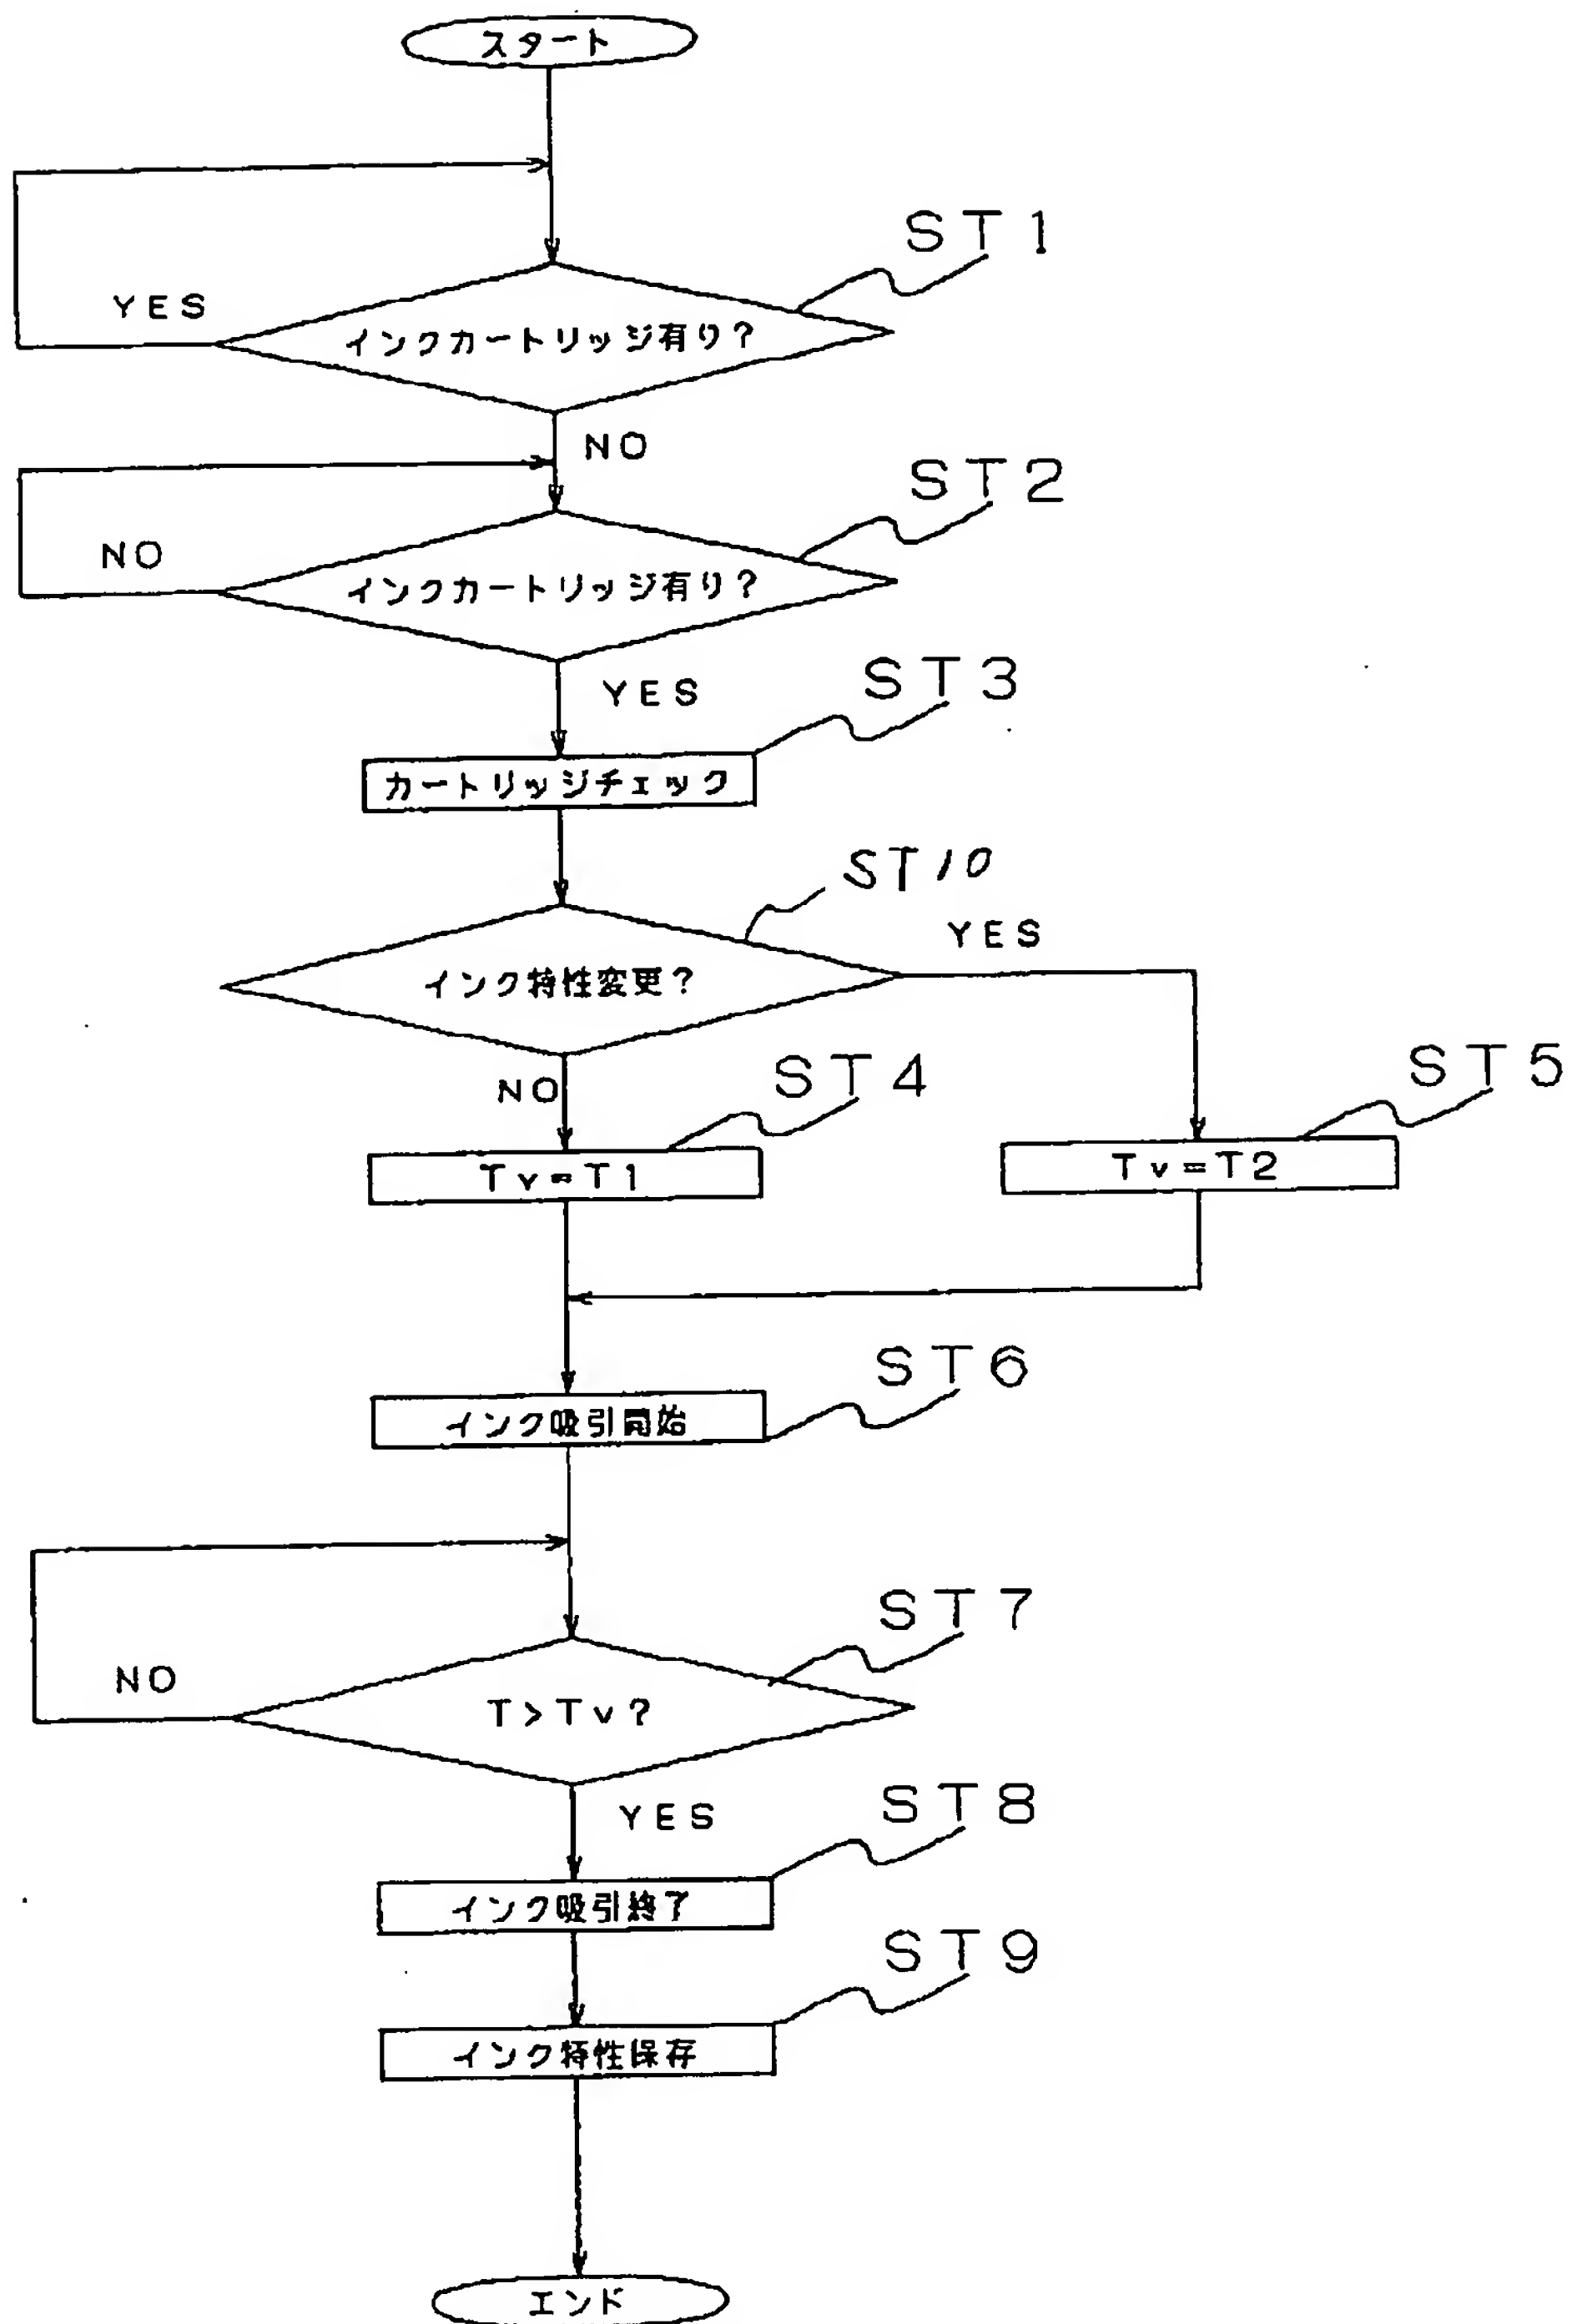 スタート
ST1
YES
インクカートリッジ有り?
NO
ST2
NO
インクカートリッジ有り?
YES
ST3
カートリッジチェック
ST10
YES
インク特性変更?
NO
ST4
ST5
Tv=T1
Tv=T2
ST6
インク吸引開始
ST7
NO
T>Tv?
YES
ST8
インク吸引終了
ST9
インク特性保存
エンド